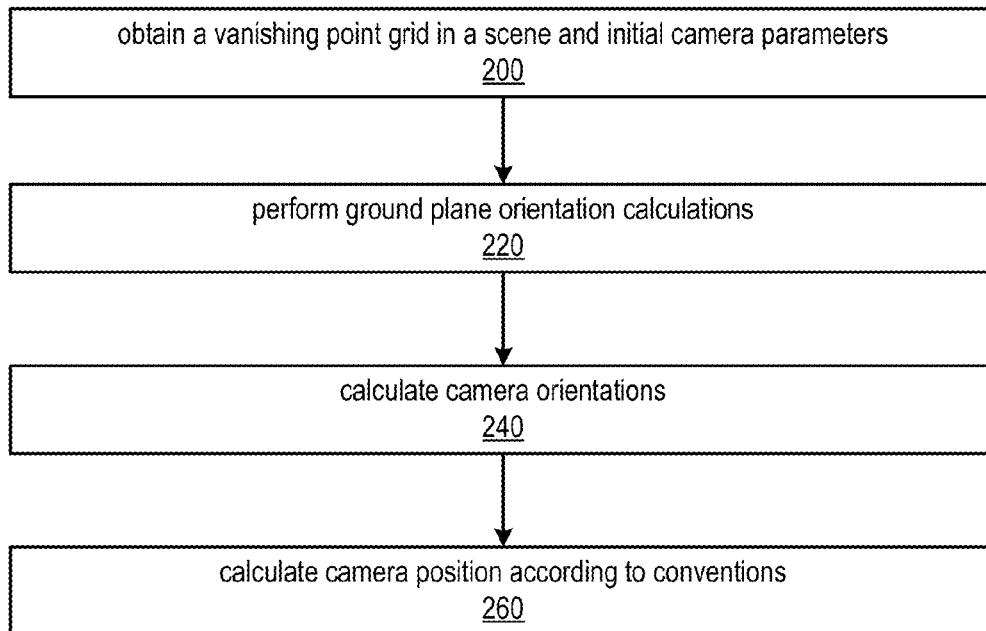 obtain a vanishing point grid in a scene and initial camera parameters
200
perform ground plane orientation calculations
220
calculate camera orientations
240
calculate camera position according to conventions
260